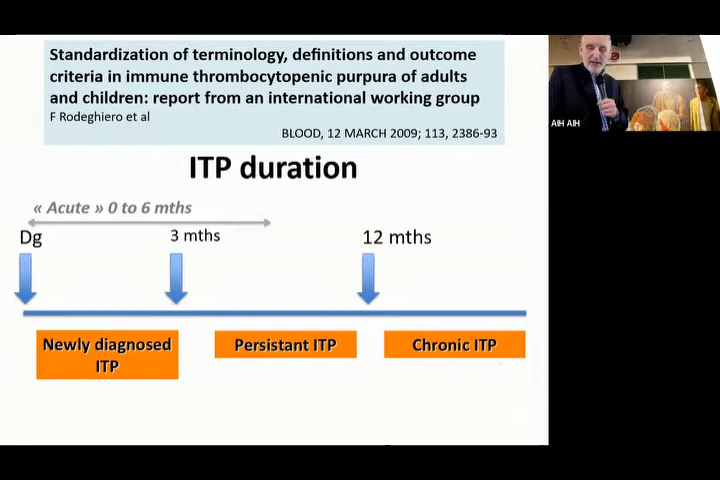 Standardization of terminology, definitions and outcome
criteria in immune thrombocytopenic purpura of adults
and children: report from an international working group
F Rodeghiero et al
BLOOD, 12 MARCH 2009; 113, 2386-93
ITP duration
« Acute » 0 to 6 mths
Dg
3 mths
12 mths
Newly diagnosed
ITP
Persistant ITP
Chronic ITP
AIH AIH